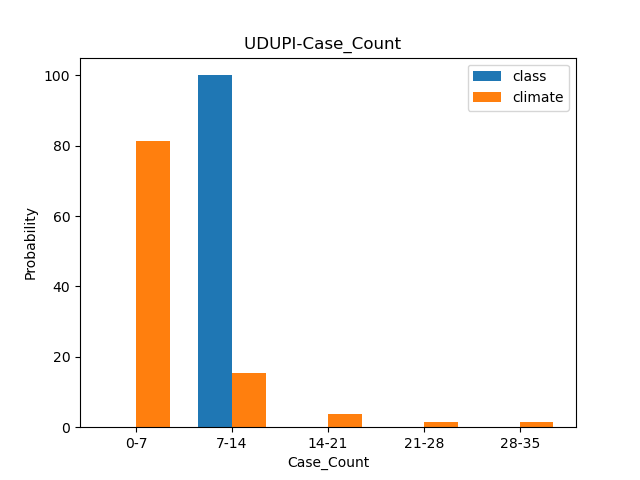 UDUPI-Case_Count
class
climate
Probability
100
80
60
40
20
0
0-7 7-14 14-21 21-28 28-35
Case_Count